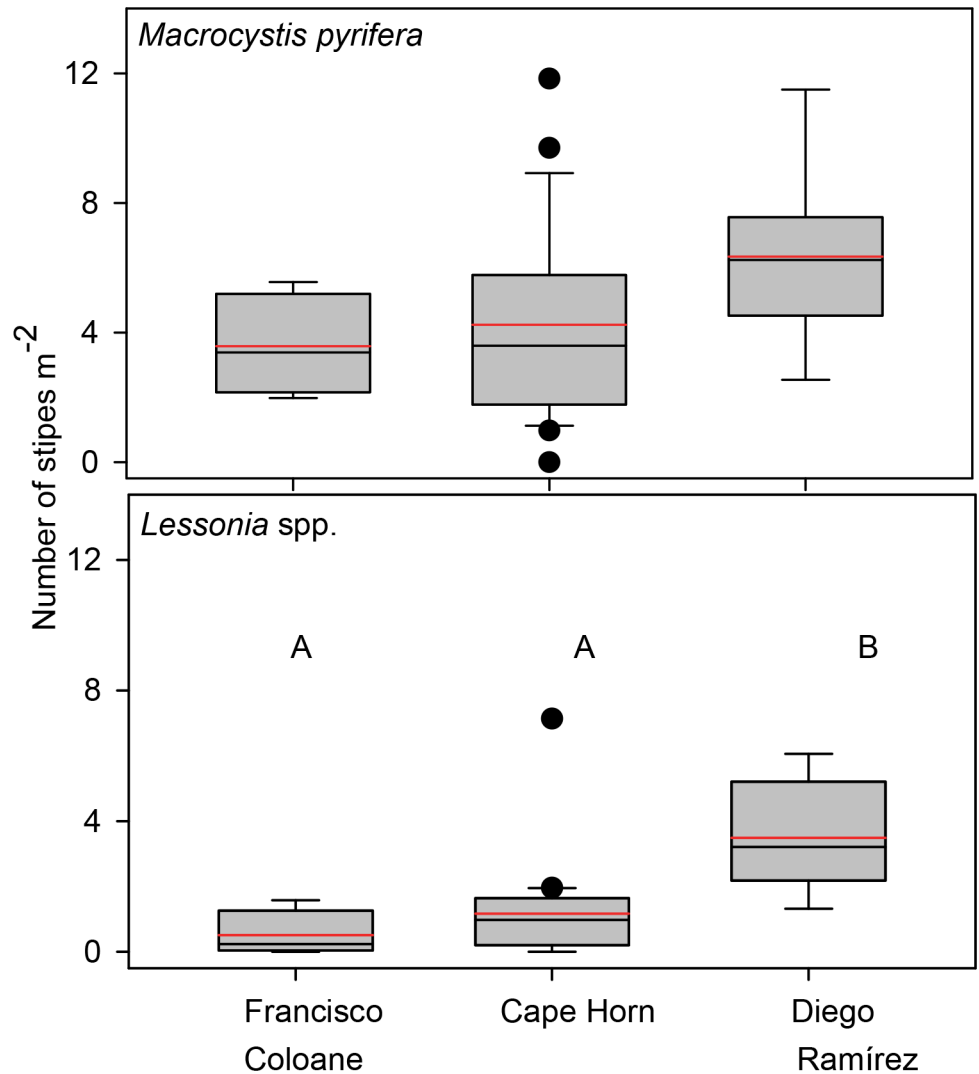 Macrocystis pyrifera
12
8
4
0
Number of stipes m-2
Lessonia spp.
12
A A B
8
4
0
Francisco Cape Horn Diego
Coloane Ramírez